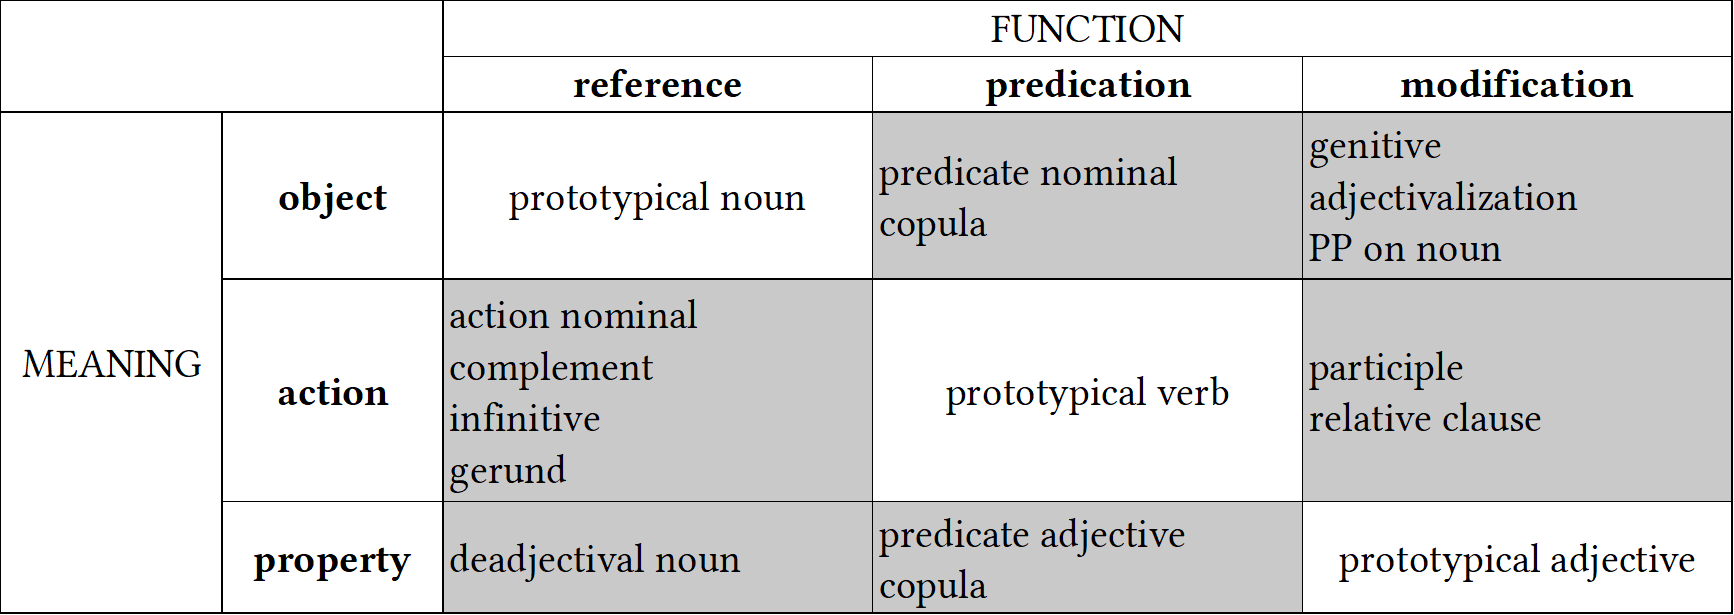 FUNCTION
reference predication modification
object prototypical noun
predicate nominal
copula
genitive
adjectivalization
PP on noun
MEANING
action
action nominal
complement
infinitive
gerund
prototypical verb
participle
relative clause
property deadjectival noun
predicate adjective
copula
prototypical adjective